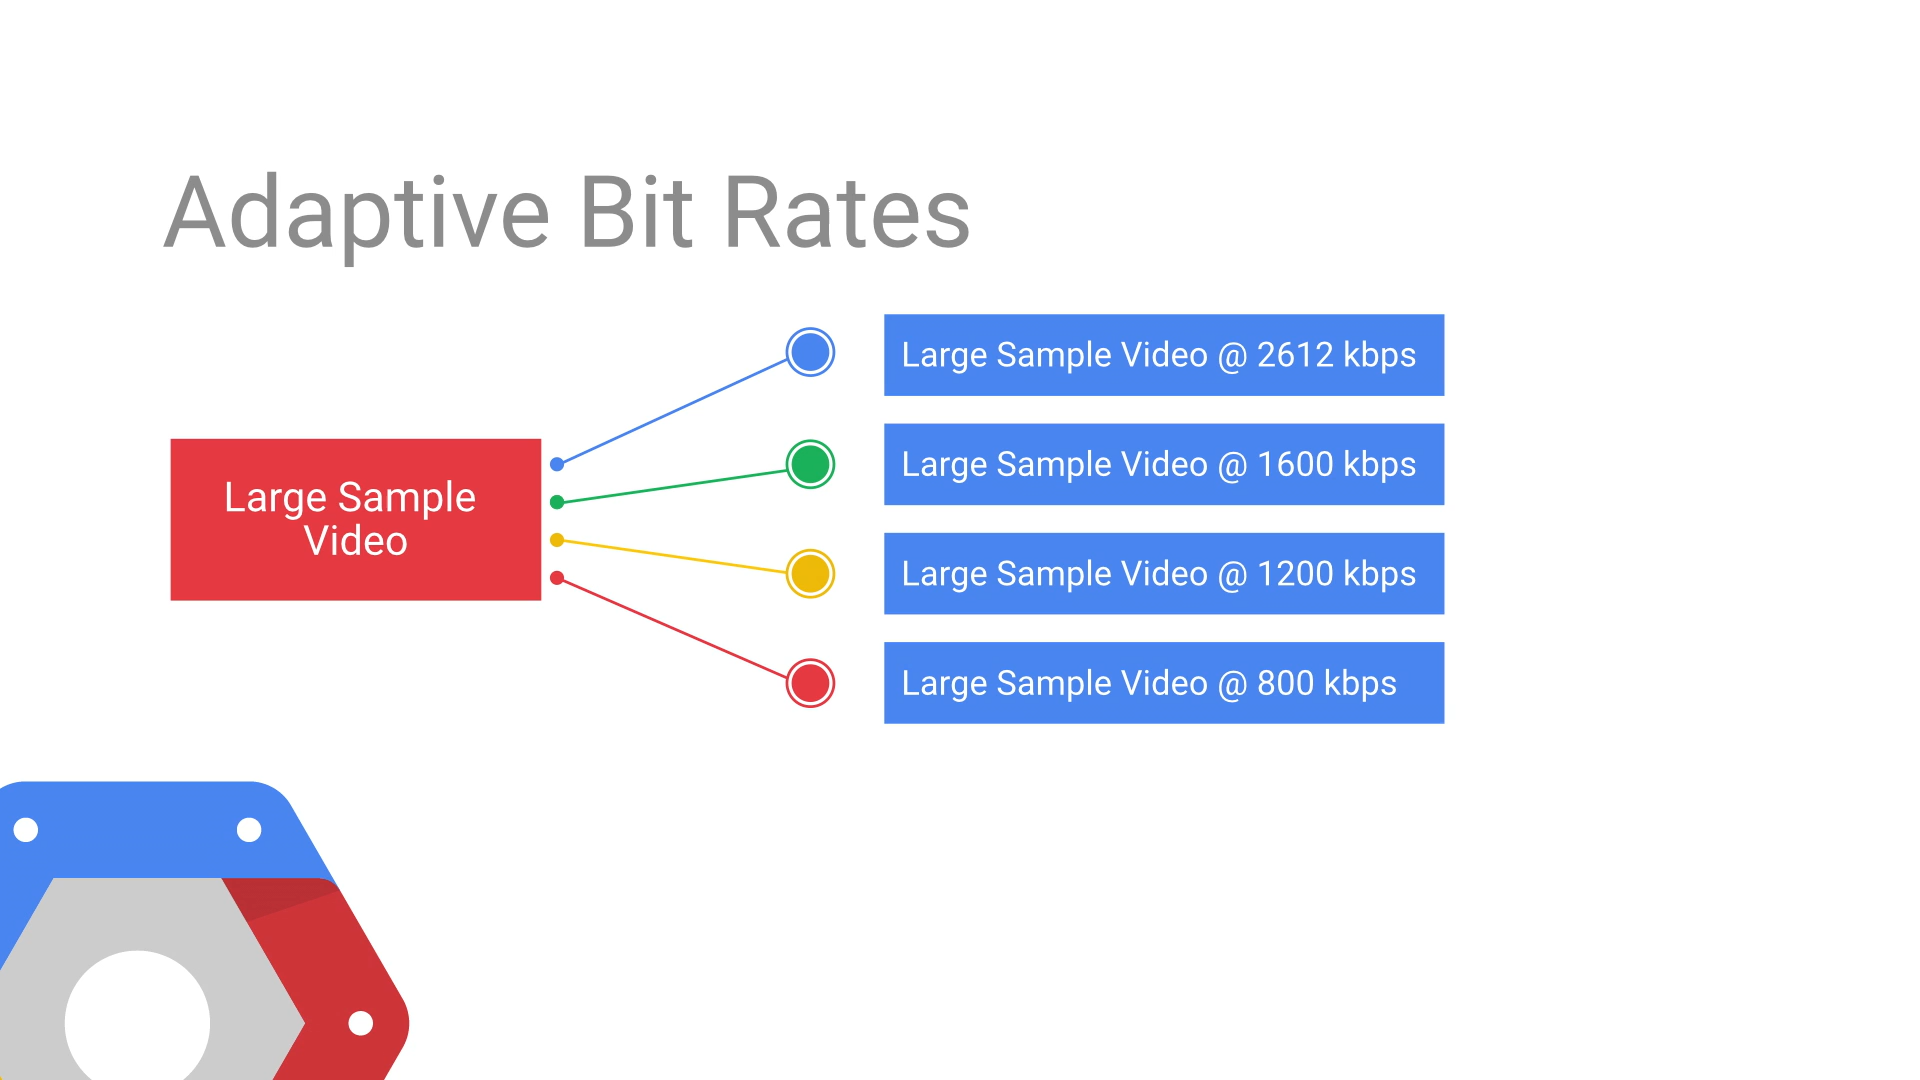 Adaptive Bit Rates
Large Sample
Video
Large Sample Video @ 2612 kbps
Large Sample Video @ 1600 kbps
Large Sample Video @ 1200 kbps
Large Sample Video @ 800 kbps